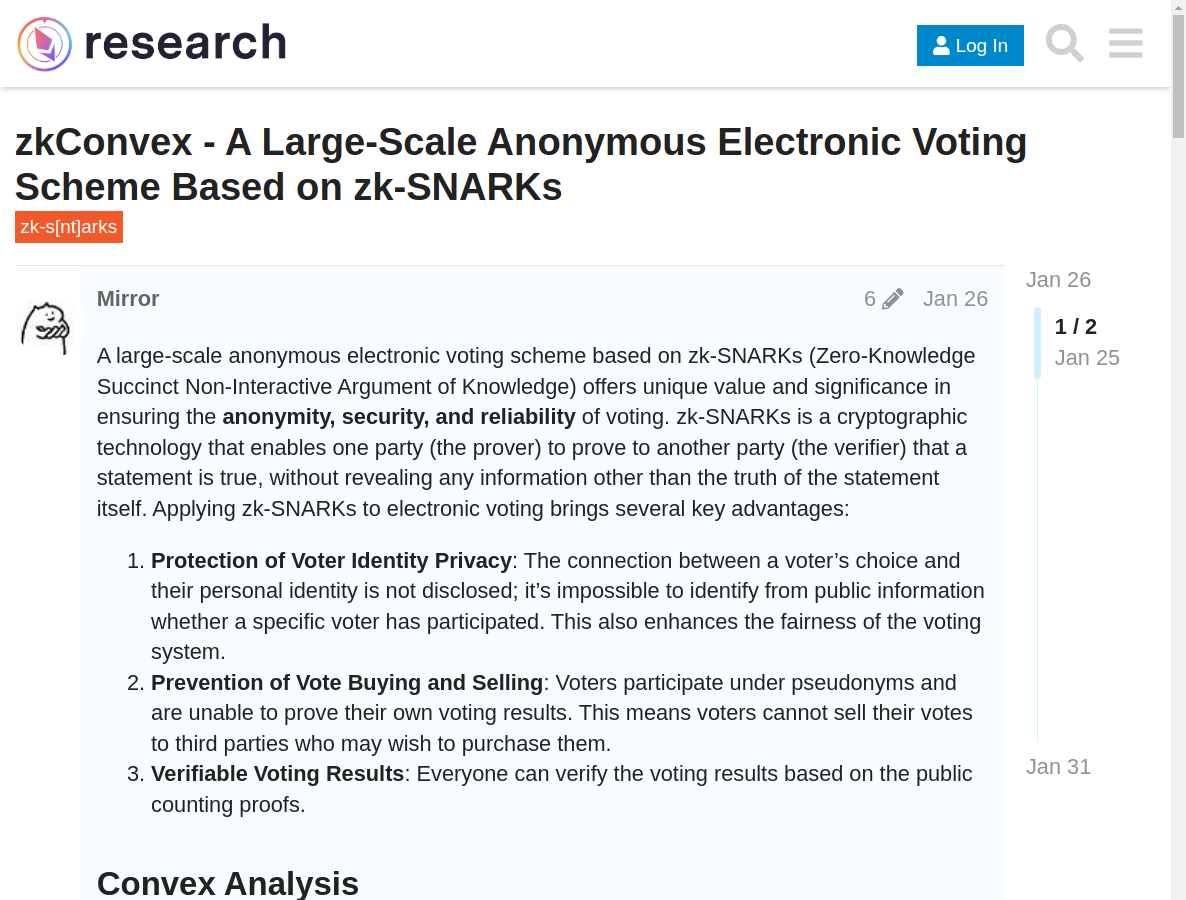 research
Log In
zkConvex - A Large-Scale Anonymous Electronic Voting
Scheme Based on zk-SNARKs
zk-s[nt]arks
Mirror
6
Jan 26
Jan 26
1 / 2
Jan 25
A large-scale anonymous electronic voting scheme based on zk-SNARKs (Zero-Knowledge
Succinct Non-Interactive Argument of Knowledge) offers unique value and significance in
ensuring the anonymity, security, and reliability of voting. zk-SNARKs is a cryptographic
technology that enables one party (the prover) to prove to another party (the verifier) that a
statement is true, without revealing any information other than the truth of the statement
itself. Applying zk-SNARKs to electronic voting brings several key advantages:
1. Protection of Voter Identity Privacy: The connection between a voter’s choice and
their personal identity is not disclosed; it’s impossible to identify from public information
whether a specific voter has participated. This also enhances the fairness of the voting
system.
2. Prevention of Vote Buying and Selling: Voters participate under pseudonyms and
are unable to prove their own voting results. This means voters cannot sell their votes
to third parties who may wish to purchase them.
3. Verifiable Voting Results: Everyone can verify the voting results based on the public
counting proofs.
Jan 31
Convex Analysis